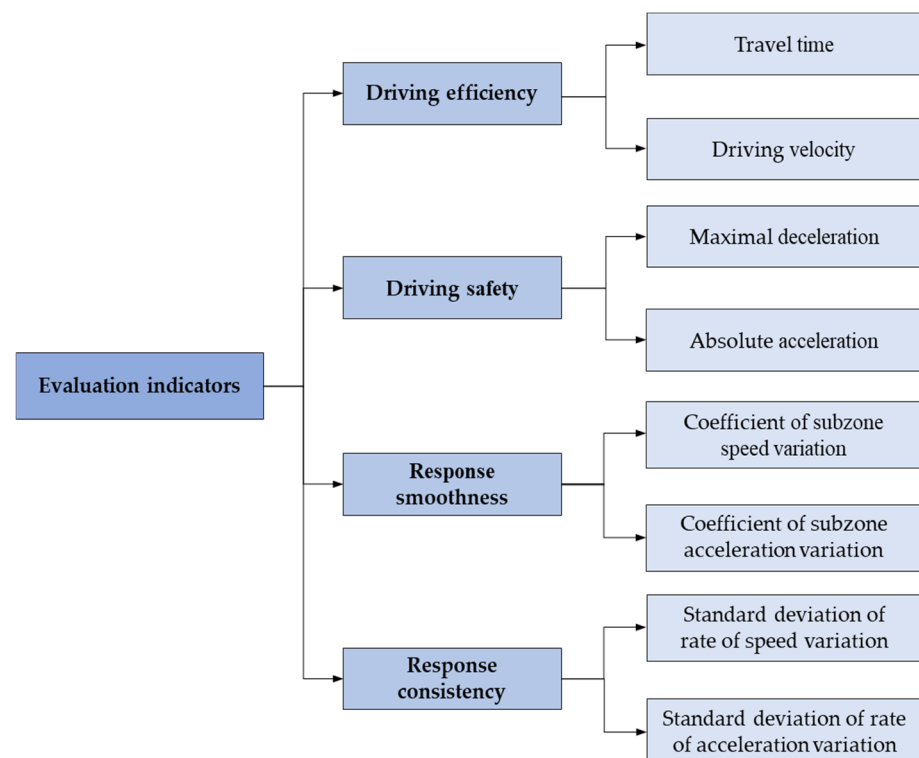 Evaluation indicators
Driving efficiency
Travel time
Driving velocity
Driving safety
Maximal deceleration
Absolute acceleration
Response
smoothness
Coefficient of subzone
speed variation
Coefficient of subzone
acceleration variation
Response
consistency
Standard deviation of
rate of speed variation
Standard deviation of rate
of acceleration variation